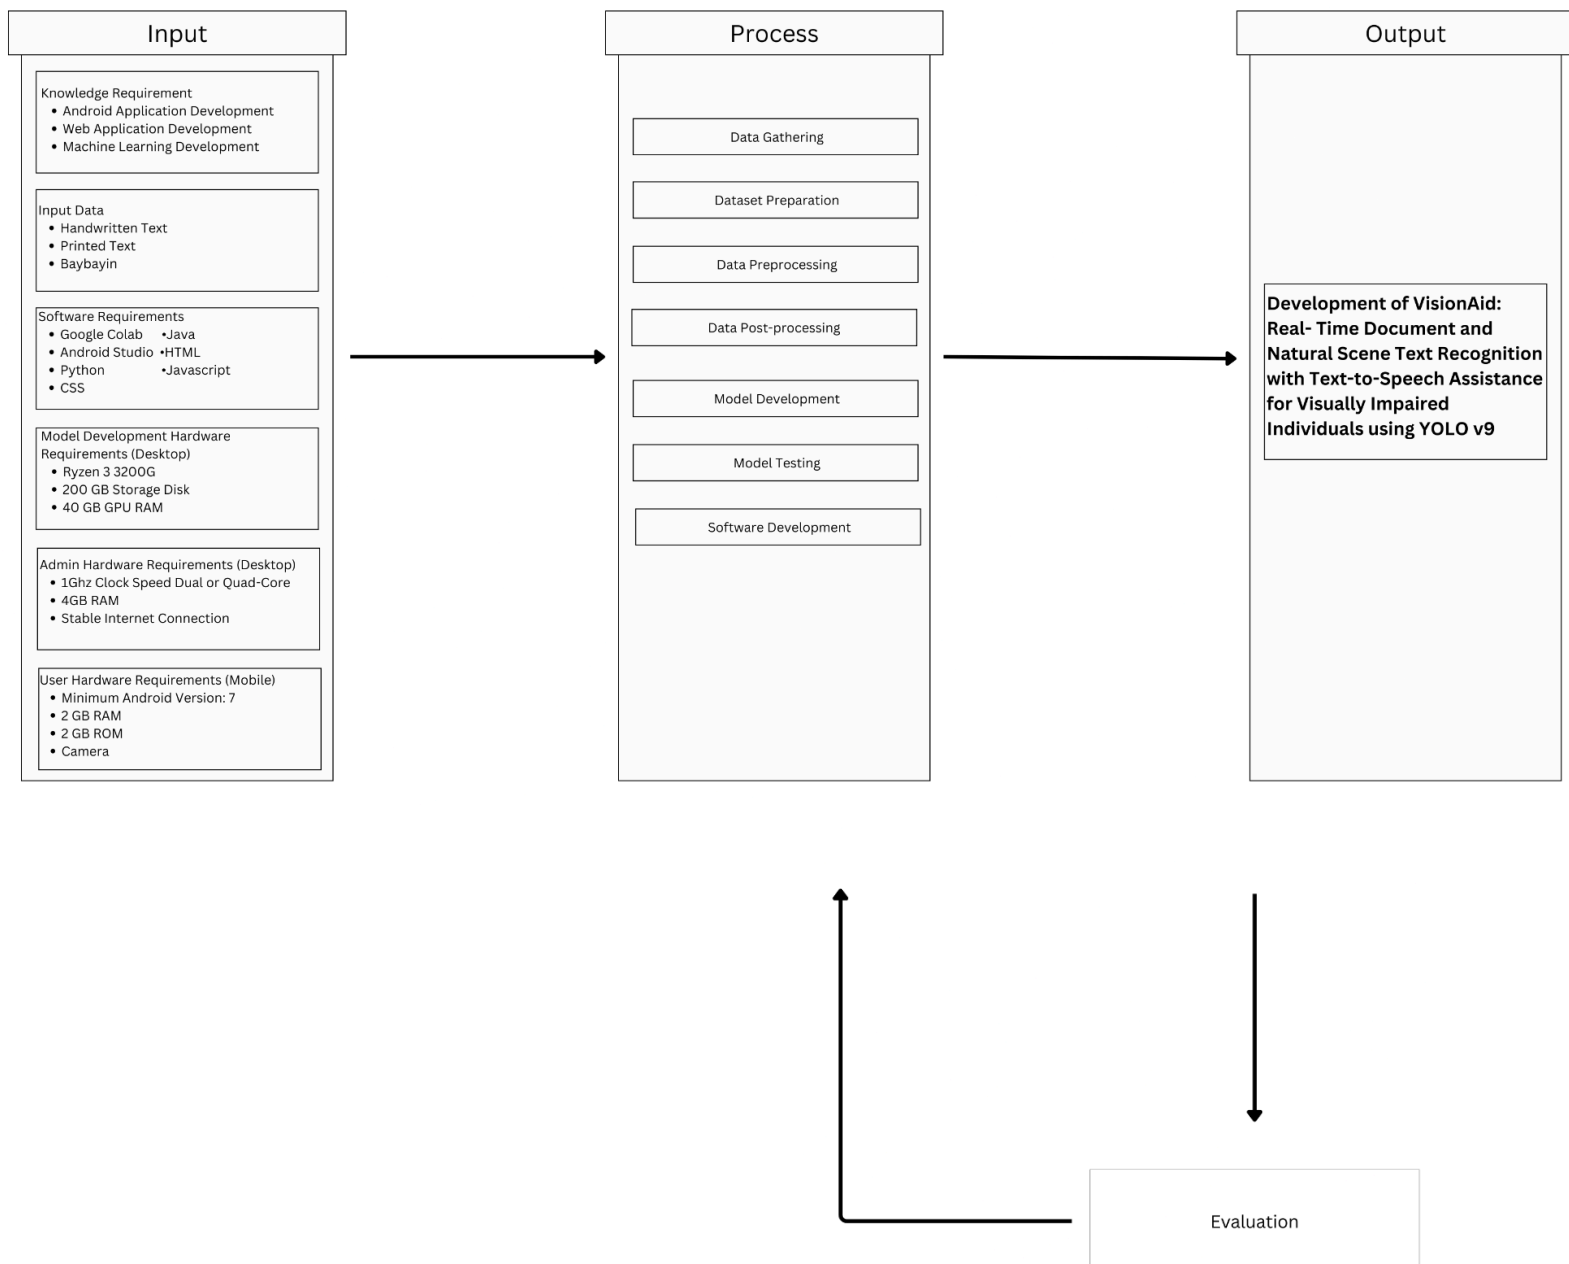 Input
Knowledge Requirement
• Android Application Development
• Web Application Development
• Machine Learning Development
Input Data
• Handwritten Text
• Printed Text
• Baybayin
Software Requirements
• Google Colab •Java
• Android Studio •HTML
• Python •Javascript
• CSS
Model Development Hardware
Requirements (Desktop)
• Ryzen 3 3200G
• 200 GB Storage Disk
• 40 GB GPU RAM
Admin Hardware Requirements (Desktop)
• 1Ghz Clock Speed Dual or Quad-Core
• 4GB RAM
• Stable Internet Connection
User Hardware Requirements (Mobile)
• Minimum Android Version: 7
• 2 GB RAM
• 2 GB ROM
• Camera
Process
Data Gathering
Dataset Preparation
Data Preprocessing
Data Post-processing
Model Development
Model Testing
Software Development
Output
Development of VisionAid:
Real- Time Document and
Natural Scene Text Recognition
with Text-to-Speech Assistance
for Visually Impaired
Individuals using YOLO v9
Evaluation